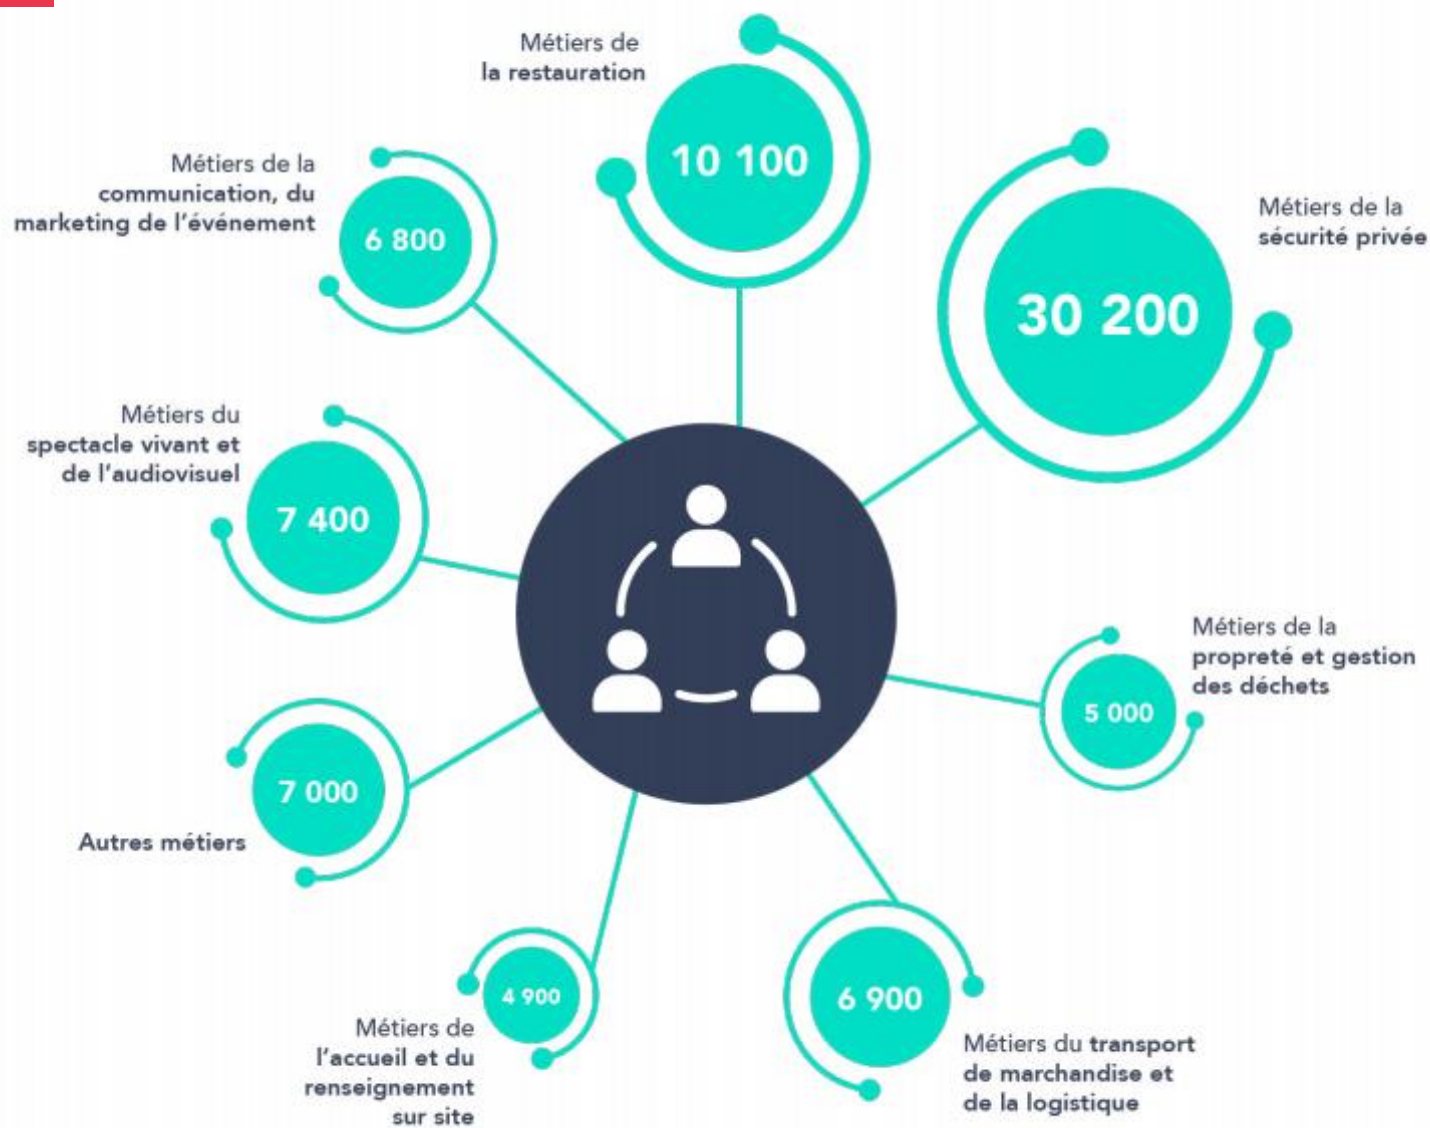 Métiers de
la restauration
10 100
Métiers de la
communication, du
marketing de l'événement
6 800
Métiers de la
sécurité privée
30 200
Métiers du
spectacle vivant et
de l'audiovisuel
7 400
Métiers de la
propreté et gestion
des déchets
5 000
7 000
Autres métiers
4 900
Métiers de
l'accueil et du
renseignement
sur site
6 900
Métiers du transport
de marchandise et
de la logistique